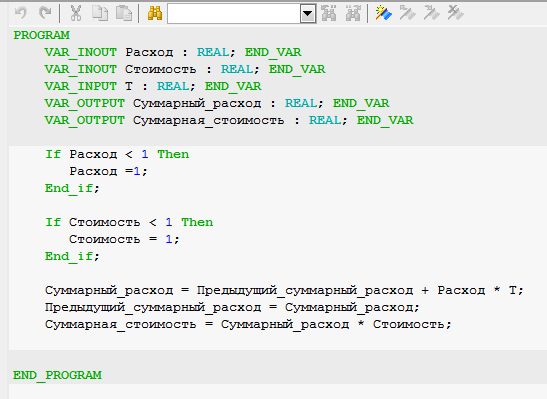 PROGRAM
VAR_INOUT Расход : REAL; END_VAR
VAR_INOUT Стоимость : REAL; END_VAR
VAR_INPUT T : REAL; END_VAR
VAR_OUTPUT Суммарный_расход : REAL; END_VAR
VAR_OUTPUT Суммарная_стоимость : REAL; END_VAR
If Расход < 1 Then
Расход =1;
End_if;
If Стоимость < 1 Then
Стоимость = 1;
End_if;
Суммарный_расход = Предыдущий_суммарный_расход + Расход * T;
Предыдущий_суммарный_расход = Суммарный_расход;
Суммарная_стоимость = Суммарный_расход * Стоимость;
END_PROGRAM